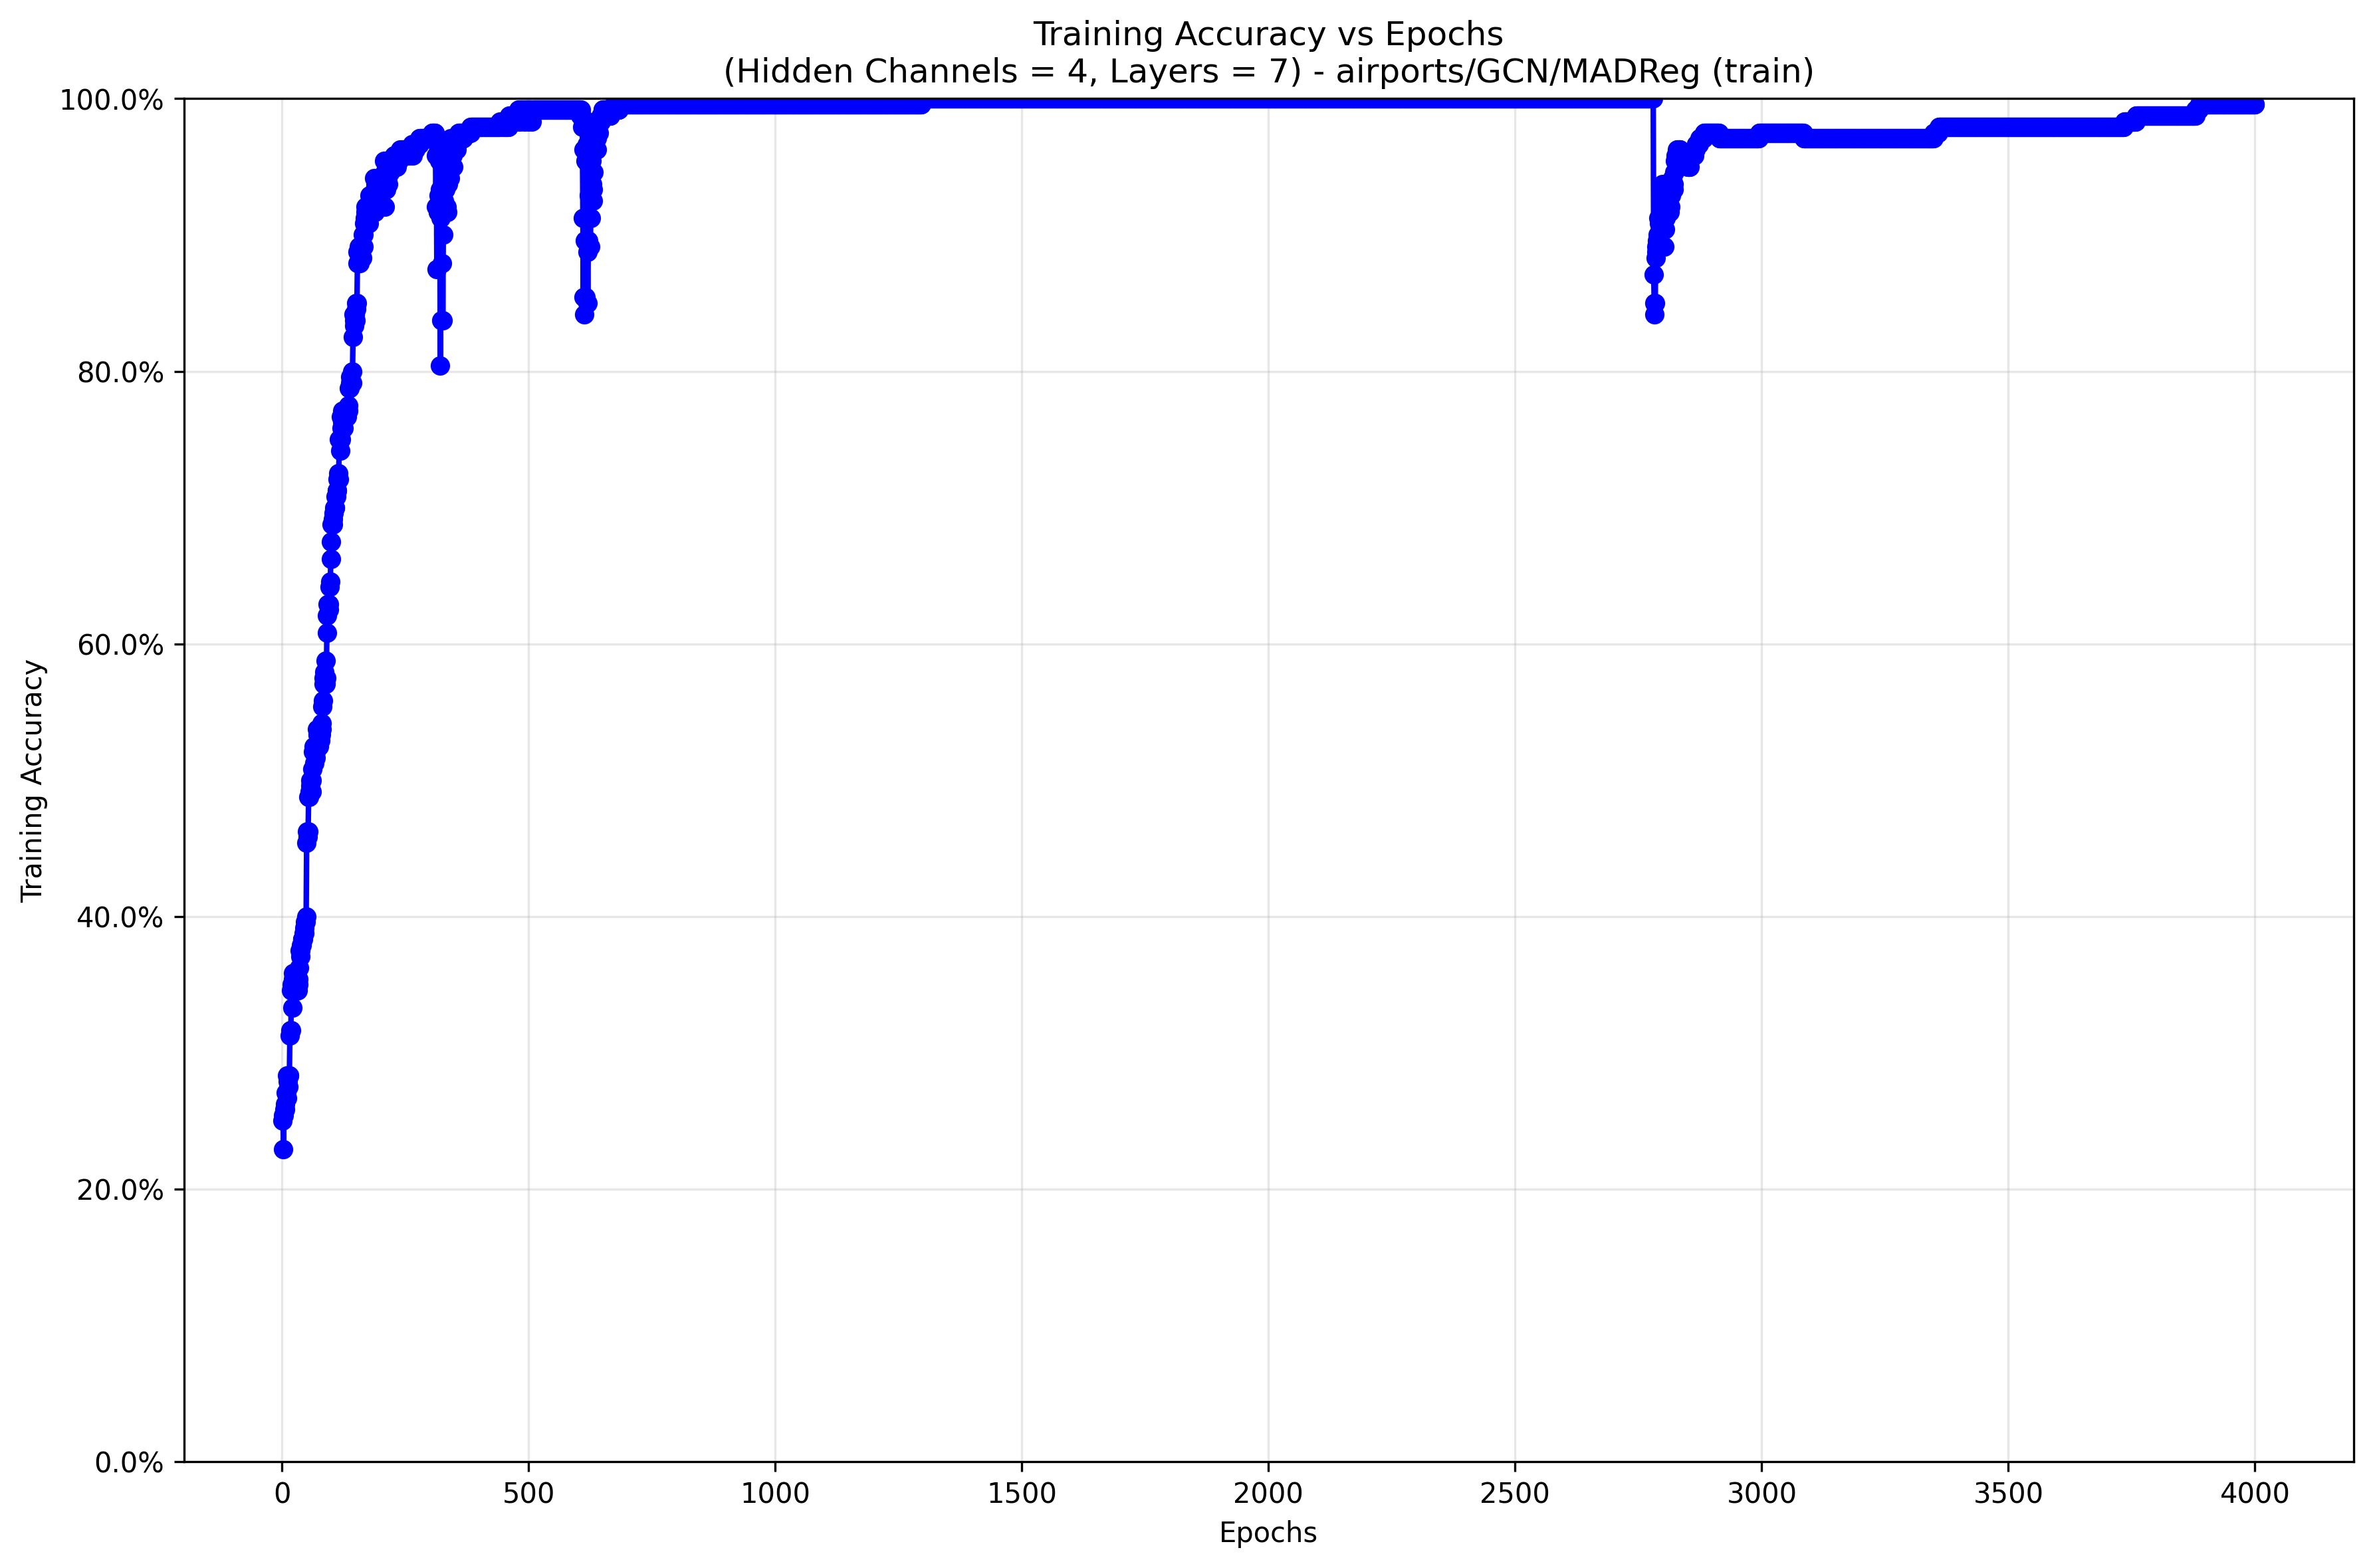 Training Accuracy vs Epochs
(Hidden Channels = 4, Layers = 7) - airports/GCN/MADReg (train)
100.0%
80.0%
60.0%
40.0%
20.0%
0.0%
Training Accuracy
0 500 1000 1500 2000 2500 3000 3500 4000
Epochs